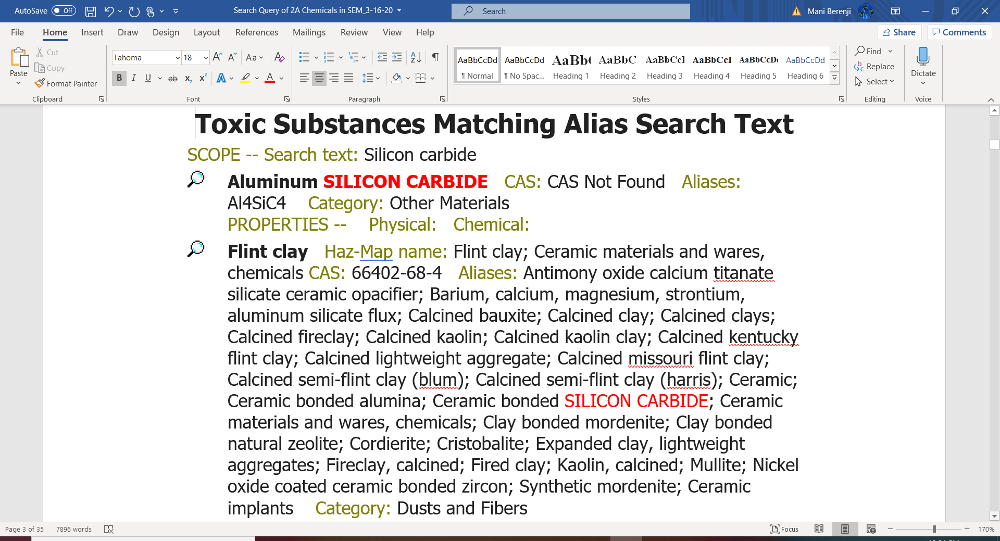 AutoSave Off
Search Query of 2A Chemicals in SEM_3-16-20
Search
Mani Berenji
File Home Insert Draw Design Layout References Mailings Review View Help
Share Comments
Paste
Cut
Copy
Format Painter
Clipboard
Tahoma 18
Aa
B I U ab x2 x2 A A
Font
Paragraph
AaBbCcDd AaBbCcDd AaBb( AaBbC AaBbCcI AaBbCcI AaBbCcD AaBbCcDd
¶ Normal ¶ No Spac... Heading 1 Heading 2 Heading 3 Heading 4 Heading 5 Heading 6
Styles
Find
Replace
Select
Editing
Dictate
Voice
Toxic Substances Matching Alias Search Text
SCOPE -- Search text: Silicon carbide
Aluminum SILICON CARBIDE CAS: CAS Not Found Aliases:
Al4SiC4 Category: Other Materials
PROPERTIES -- Physical: Chemical:
Flint clay Haz-Map name: Flint clay; Ceramic materials and wares,
chemicals CAS: 66402-68-4 Aliases: Antimony oxide calcium titanate
silicate ceramic opacifier; Barium, calcium, magnesium, strontium,
aluminum silicate flux; Calcined bauxite; Calcined clay; Calcined clays;
Calcined fireclay; Calcined kaolin; Calcined kaolin clay; Calcined kentucky
flint clay; Calcined lightweight aggregate; Calcined missouri flint clay;
Calcined semi-flint clay (blum); Calcined semi-flint clay (harris); Ceramic;
Ceramic bonded alumina; Ceramic bonded SILICON CARBIDE; Ceramic
materials and wares, chemicals; Clay bonded mordenite; Clay bonded
natural zeolite; Cordierite; Cristobalite; Expanded clay, lightweight
aggregates; Fireclay, calcined; Fired clay; Kaolin, calcined; Mullite; Nickel
oxide coated ceramic bonded zircon; Synthetic mordenite; Ceramic
implants Category: Dusts and Fibers
Page 3 of 35 7896 words
Focus
170%